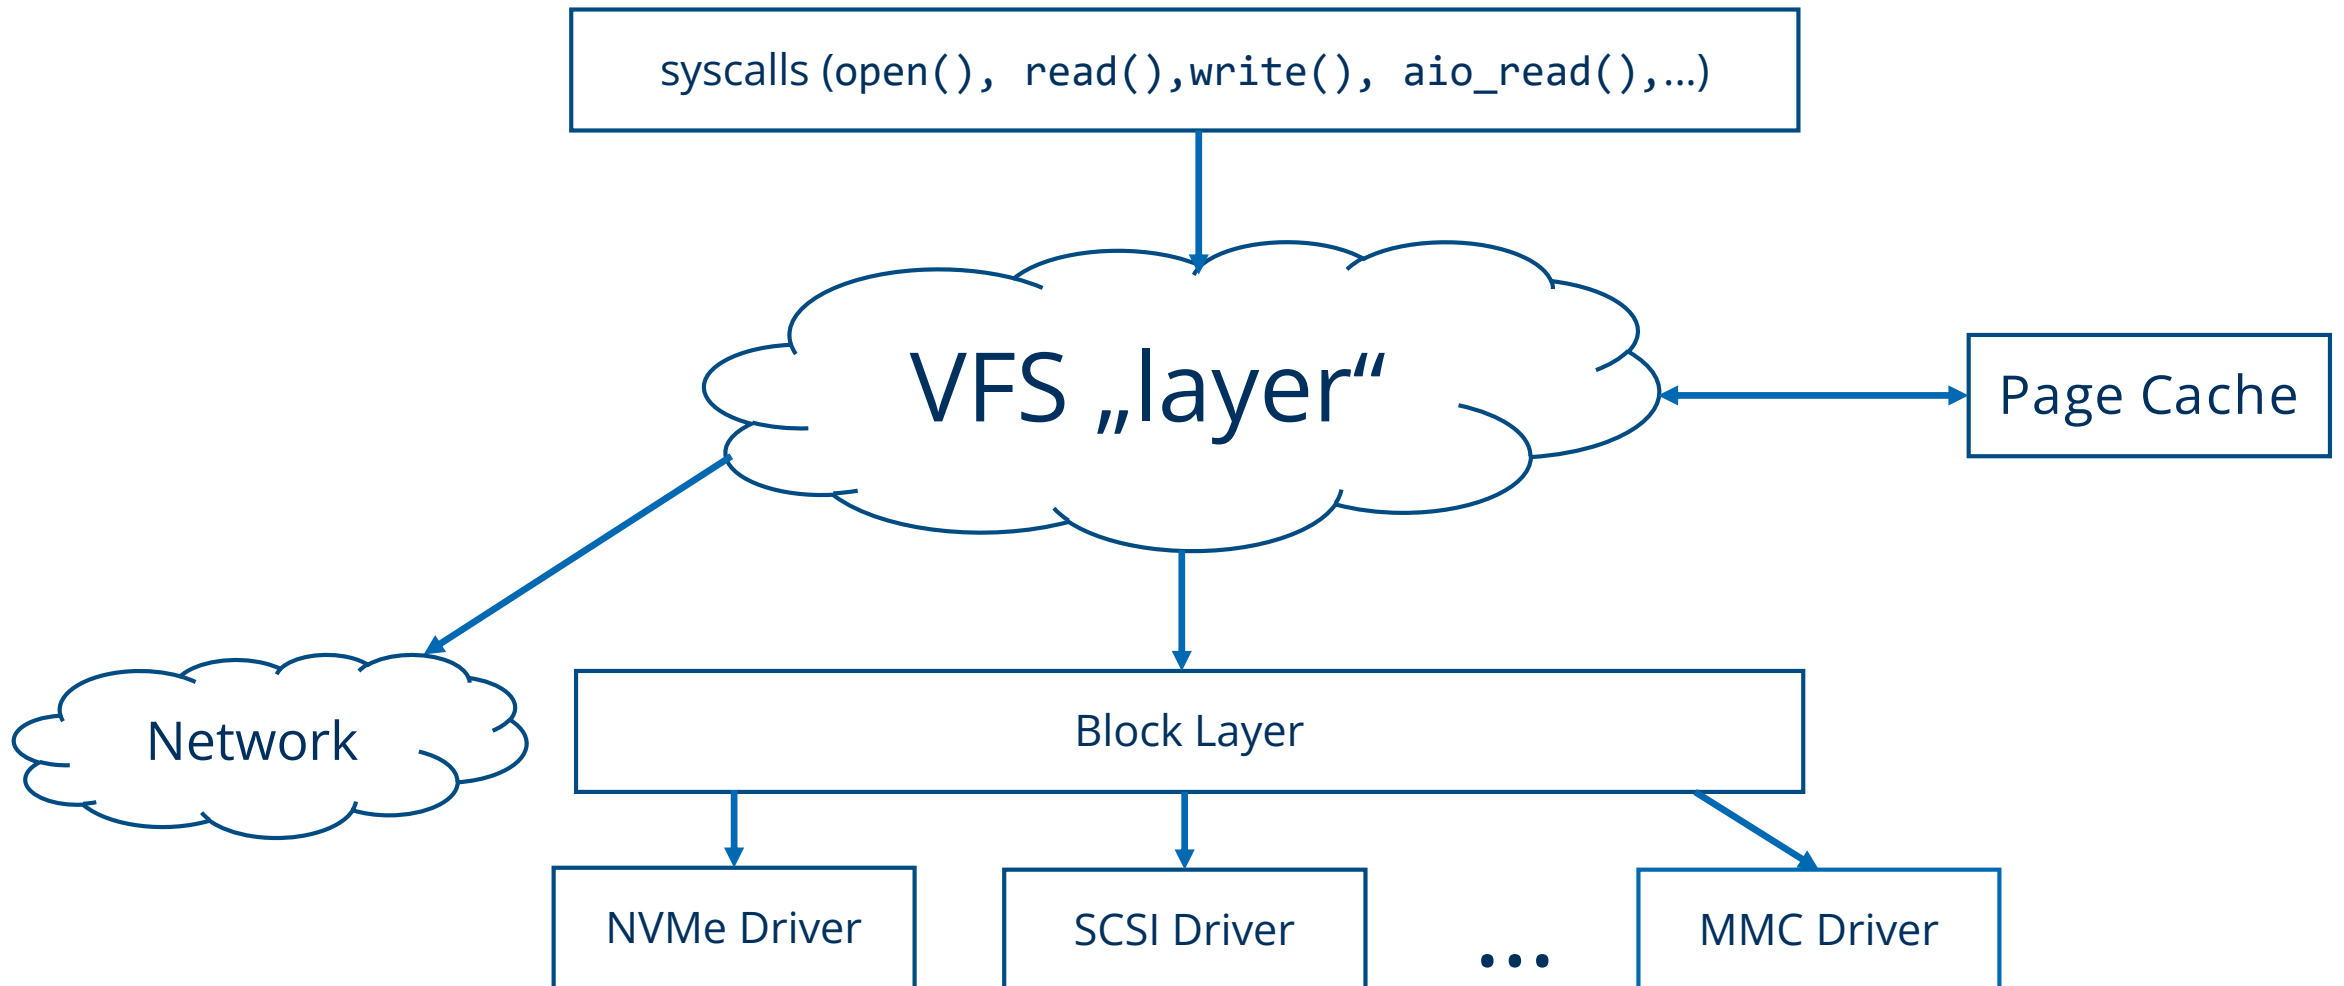 syscalls (open(), read(),write(), aio_read(),…)
VFS „layer“
Page Cache
Network
Block Layer
NVMe Driver
SCSI Driver
...
MMC Driver